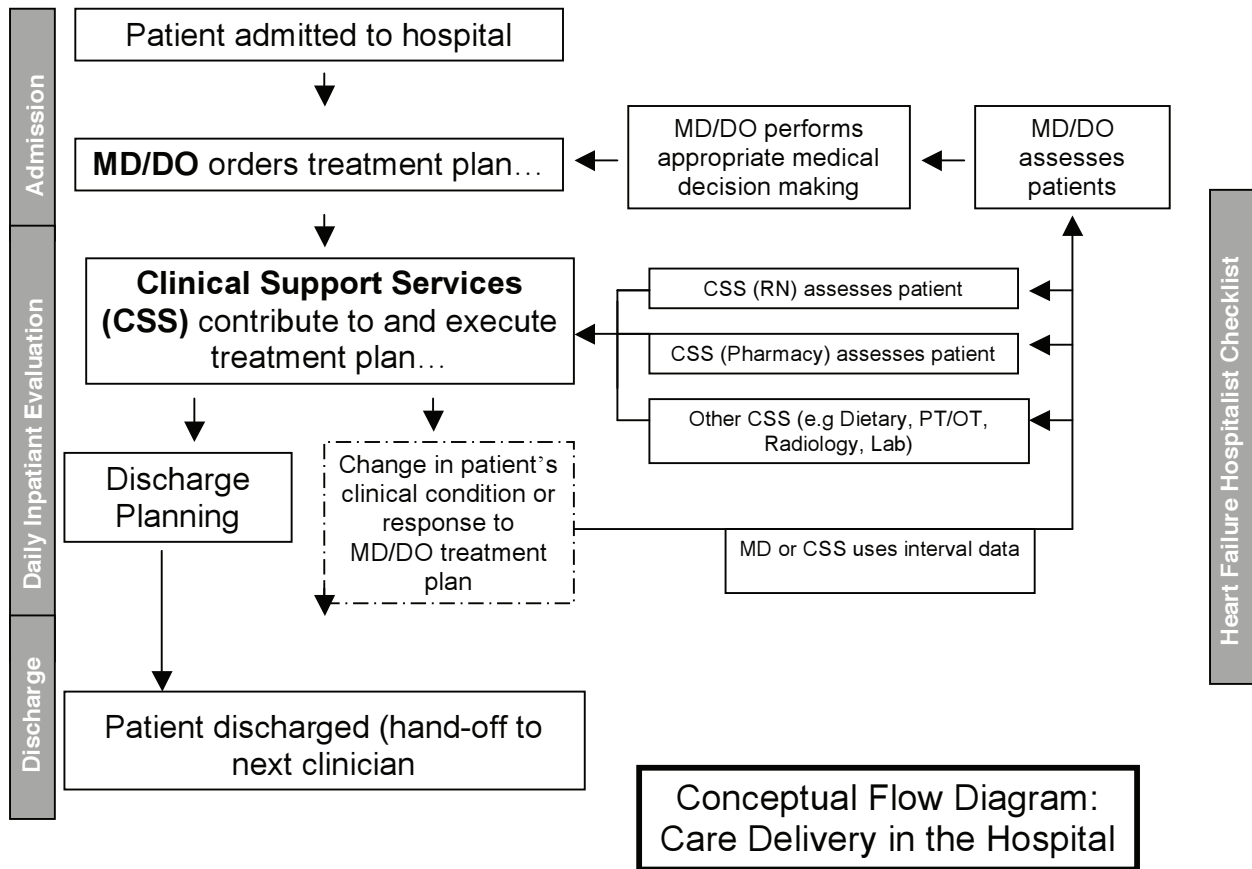 Admission
Patient admitted to hospital
MD/DO orders treatment plan…
MD/DO performs
appropriate medical
decision making
MD/DO
assesses
patients
Daily Inpatiant Evaluation
Clinical Support Services
(CSS) contribute to and execute
treatment plan…
CSS (RN) assesses patient
CSS (Pharmacy) assesses patient
Other CSS (e.g Dietary, PT/OT,
Radiology, Lab)
Discharge
Planning
Change in patient’s
clinical condition or
response to
MD/DO treatment
plan
MD or CSS uses interval data
Heart Failure Hospitalist Checklist
Discharge
Patient discharged (hand-off to
next clinician
Conceptual Flow Diagram:
Care Delivery in the Hospital